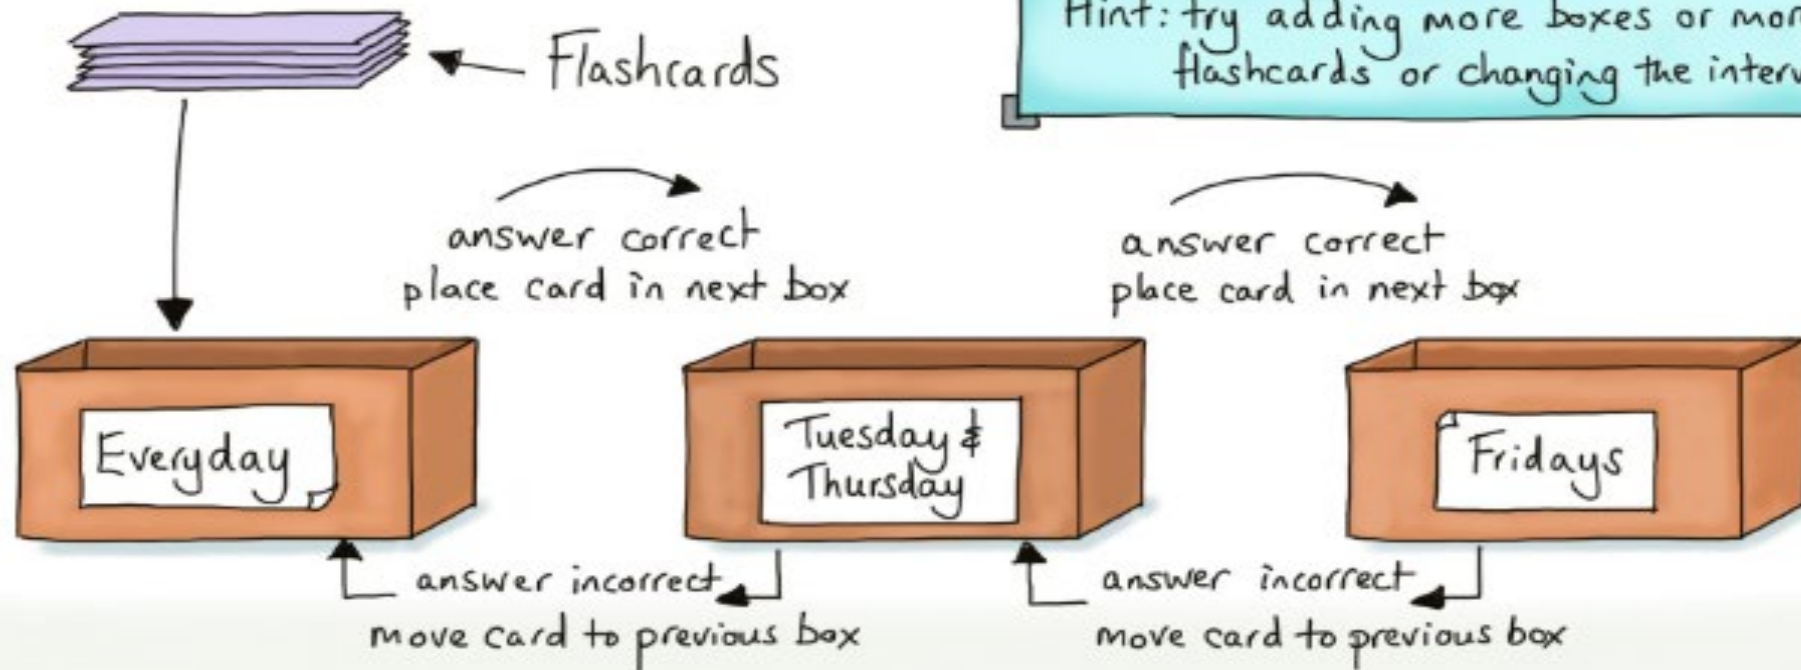 Hint: try adding more boxes or
flashcards or changing the
Flashcards
answer correct
place card in next box
answer correct
place card in next box
Everyday
Tuesday &
Thursday
Fridays
answer incorrect
move card to previous box
answer incorrect
move card to previous box